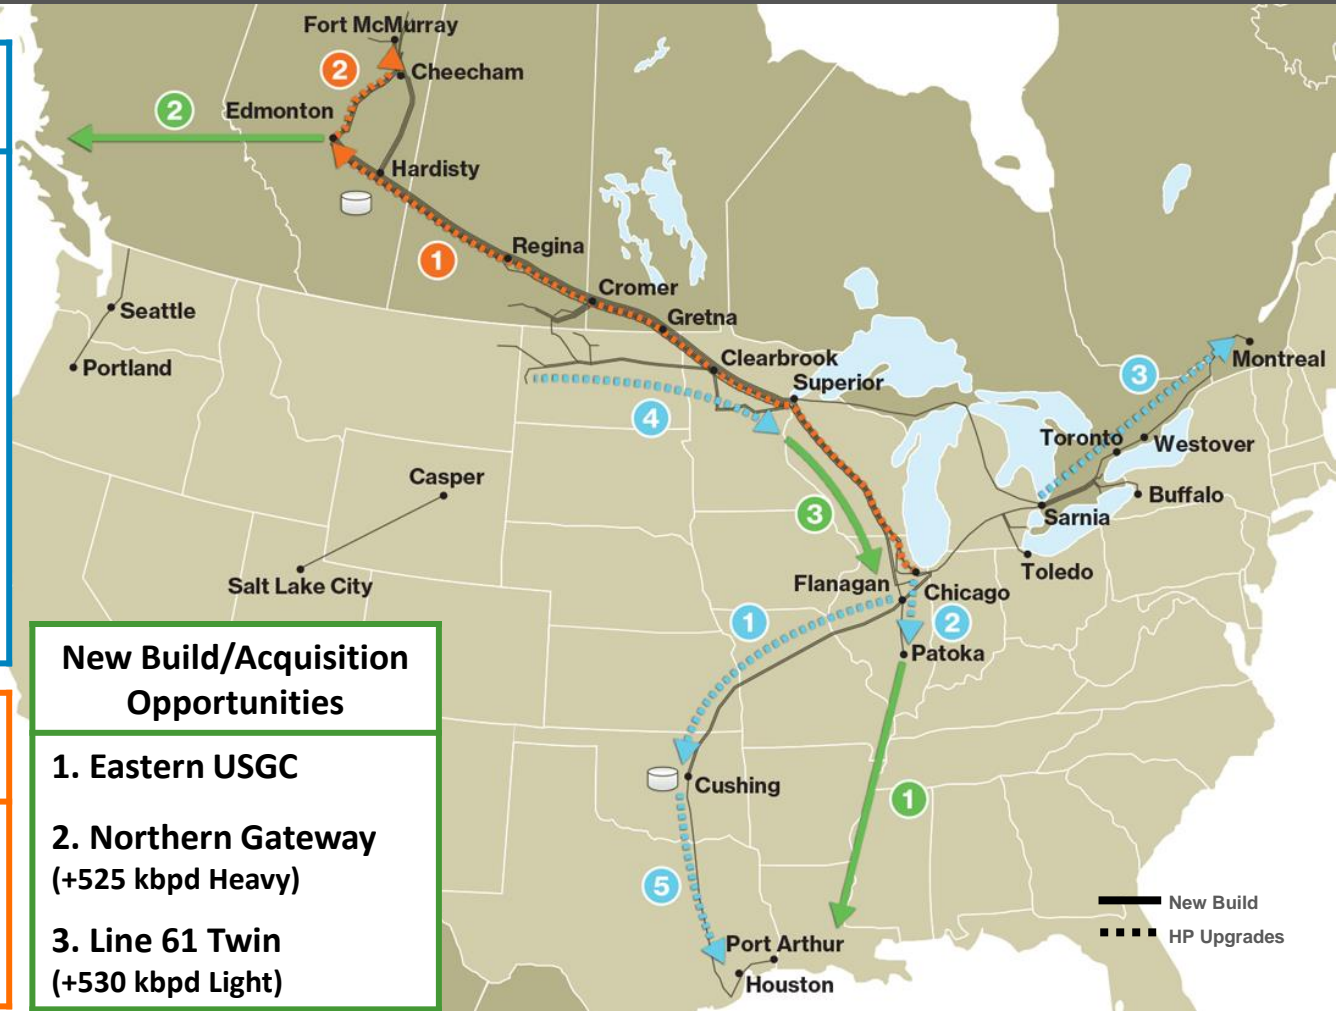 Fort McMurray
2
Cheecham
2
Edmonton
Hardisty
1
Regina
Cromer
Gretna
Seattle
Portland
Clearbrook
Superior
4
3
Montreal
Toronto
Westover
Casper
Buffalo
3
Sarnia
Salt Lake City
Flanagan
Toledo
Chicago
1
2
Patoka
Cushing
1
5
Port Arthur
Houston
New Build/Acquisition
Opportunities
1. Eastern USGC
2. Northern Gateway
(+525 kbpd Heavy)
3. Line 61 Twin
(+530 kbpd Light)
New Build
HP Upgrades